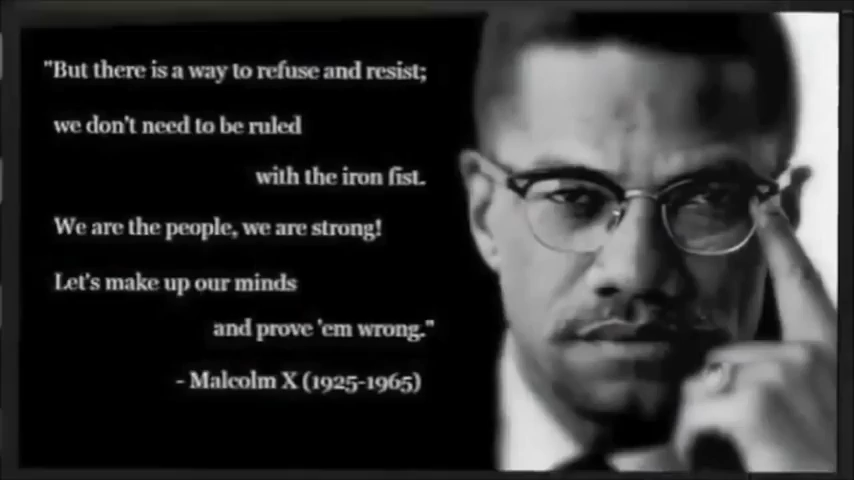 "But there is a way to refuse and resist;
we don't need to be ruled
with the iron fist.
We are the people, we are strong!
Let's make up our minds
and prove 'em wrong."
- Malcolm X (1925-1965)